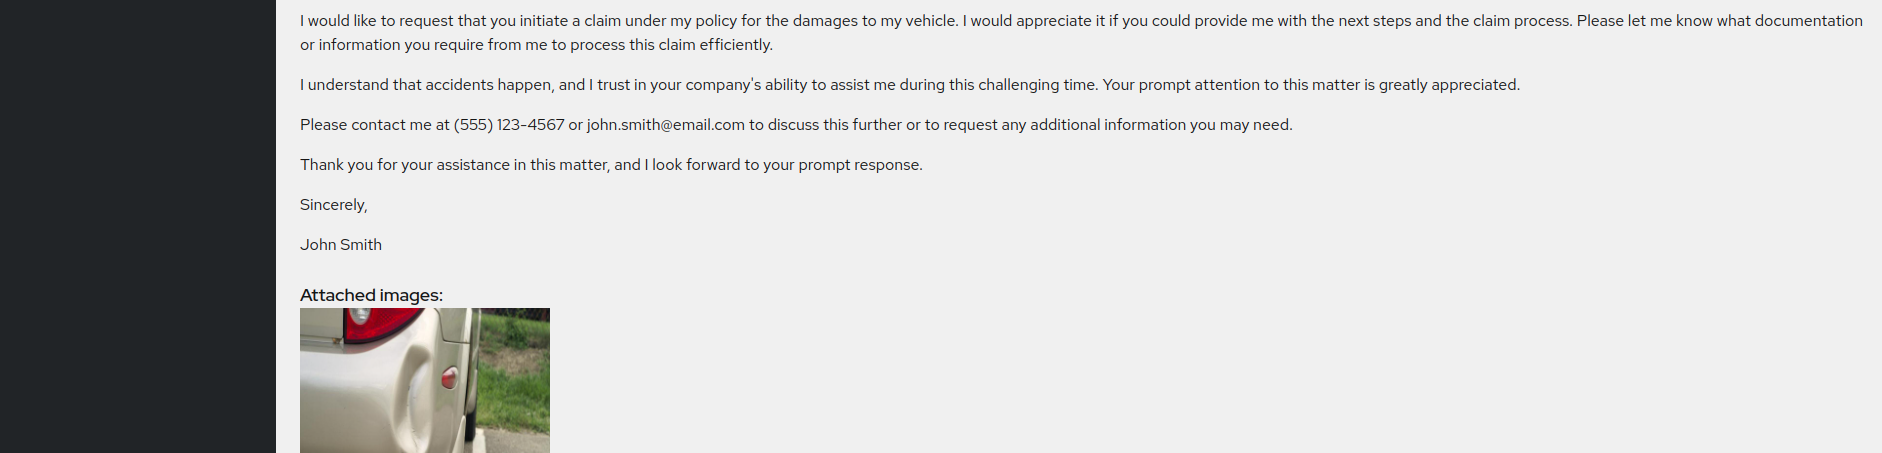 I would like to request that you initiate a claim under my policy for the damages to my vehicle. I would appreciate it if you could provide me with the next steps and the claim process. Please let me know what documentation
or information you require from me to process this claim efficiently.
I understand that accidents happen, and I trust in your company's ability to assist me during this challenging time. Your prompt attention to this matter is greatly appreciated.
Please contact me at (555) 123-4567 or john.smith@email.com to discuss this further or to request any additional information you may need.
Thank you for your assistance in this matter, and I look forward to your prompt response.
Sincerely,
John Smith
Attached images: